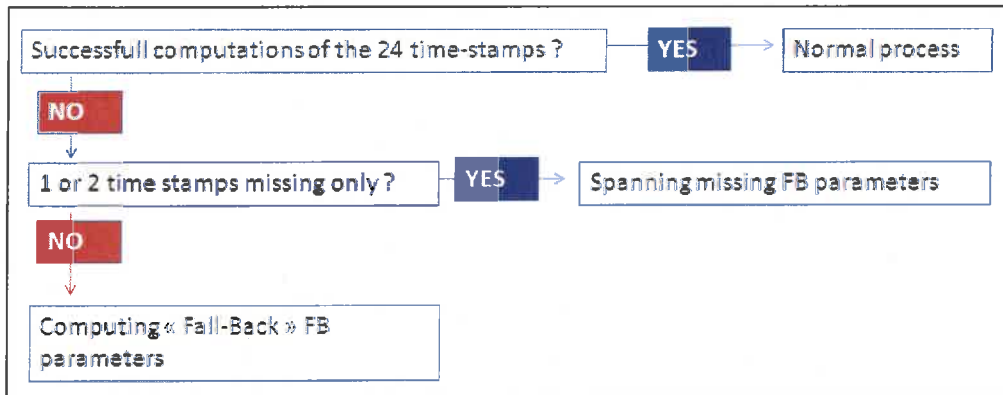 Successfull computations of the 24 time-stamps ?
YES
Normal process
NO
1 or 2 time stamps missing only ?
YES
Spanning missing FB parameters
NO
Computing « Fall-Back » FB
parameters